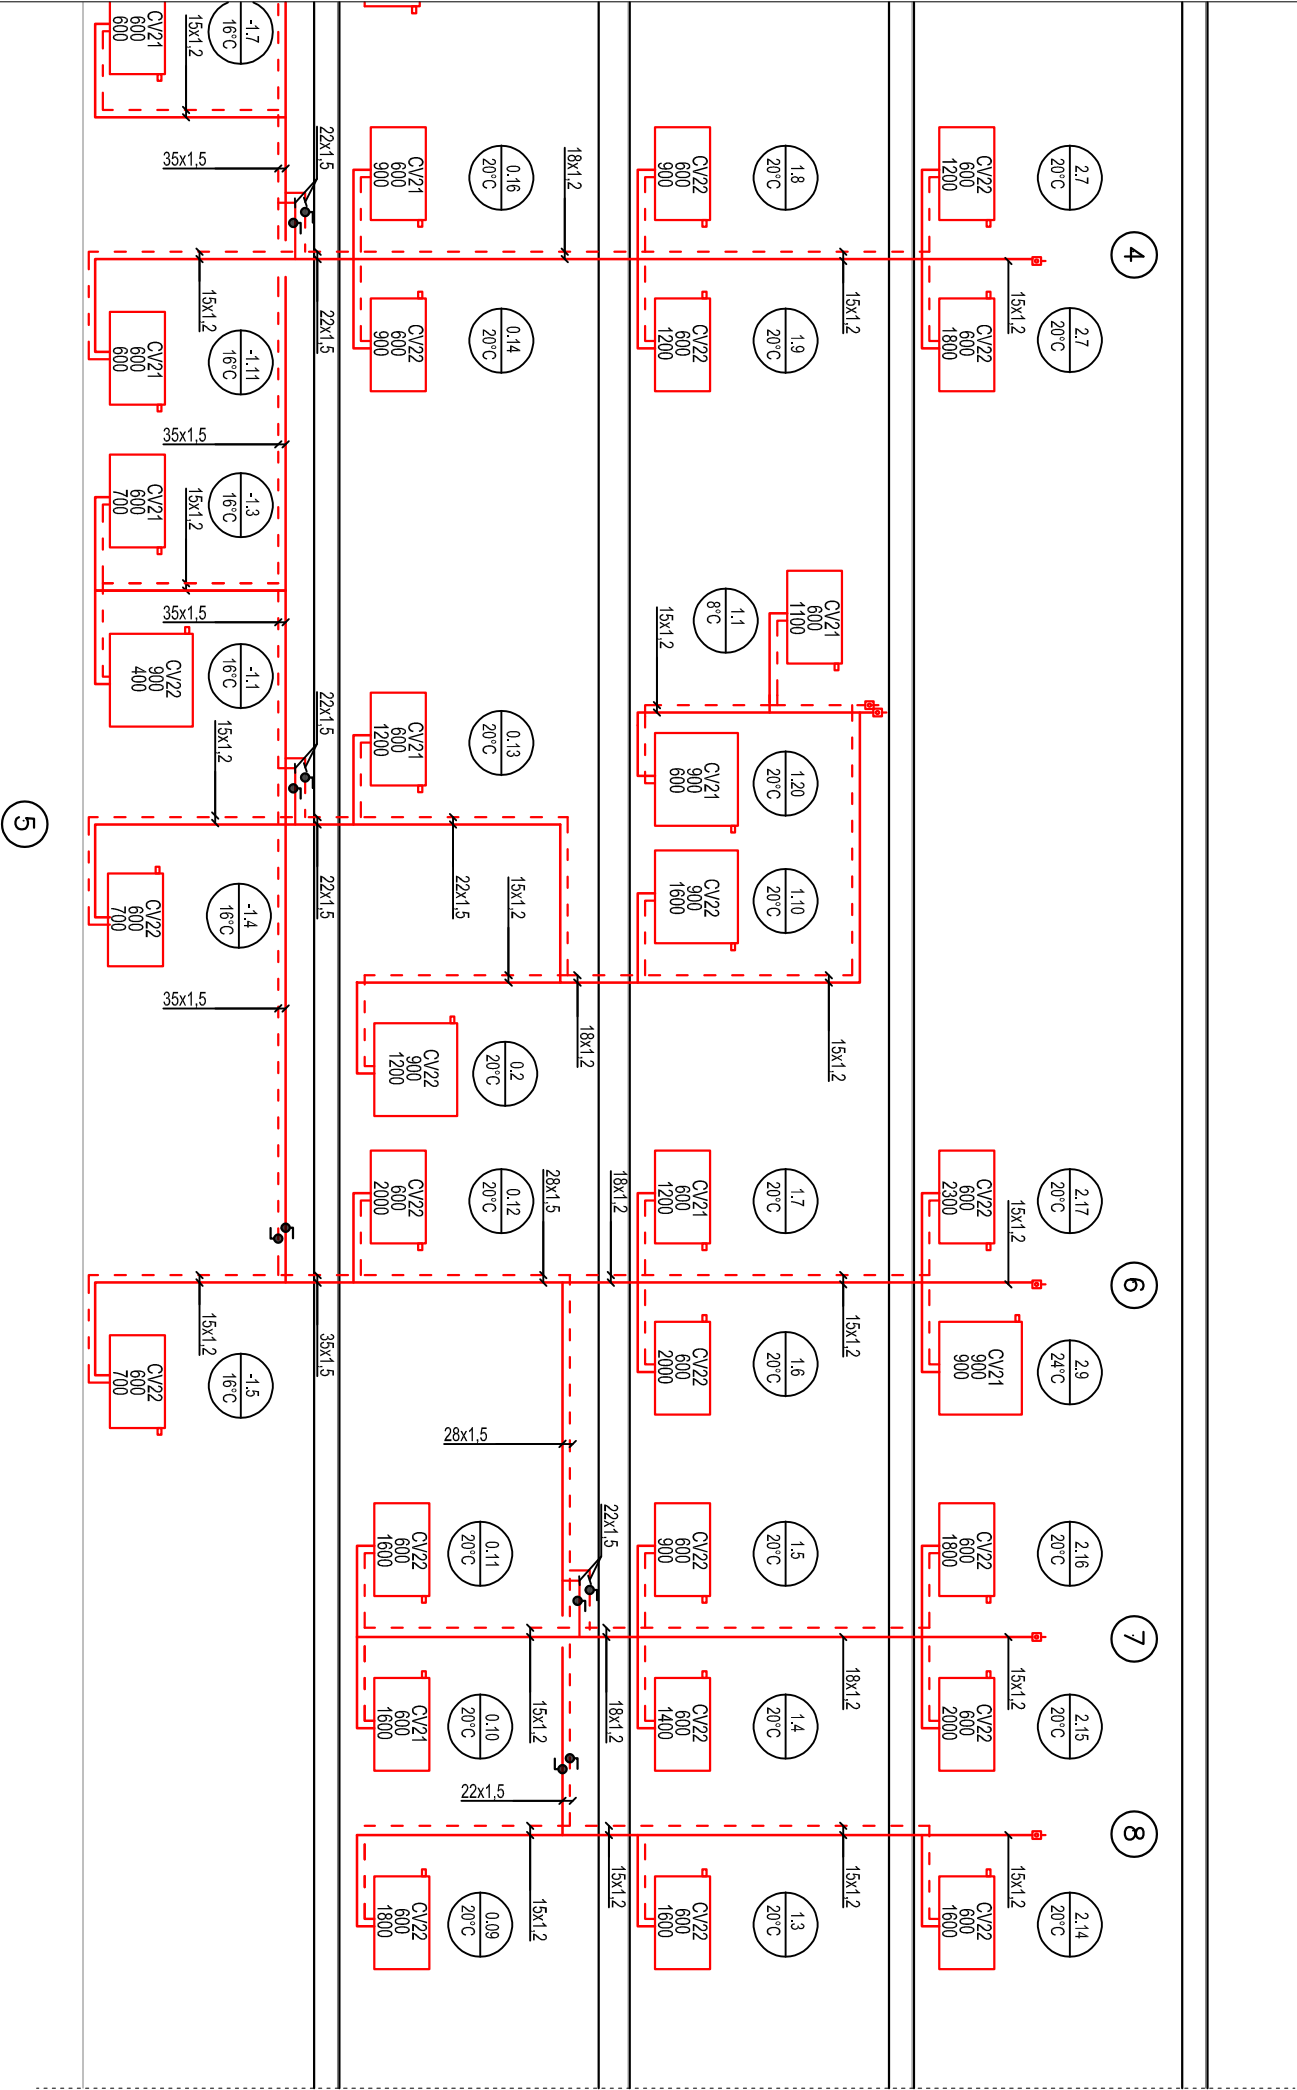 4
6
7
8
2.7
20°C
CV22
600
1200
2.7
20°C
CV22
600
1800
15x1,2
2.17
20°C
CV22
600
2300
15x1,2
2.9
24°C
CV21
900
900
2.16
20°C
CV22
600
1800
2.15
20°C
CV22
600
2000
15x1,2
2.14
20°C
CV22
600
1600
15x1,2
1.8
20°C
CV22
600
900
15x1,2
1.9
20°C
CV22
600
1200
CV21
600
1100
1.1
8°C
15x1,2
1.20
20°C
CV21
900
600
1.10
20°C
CV22
900
1600
15x1,2
1.7
20°C
CV21
600
1200
18x1,2
15x1,2
1.6
20°C
CV22
600
2000
1.5
20°C
CV22
600
900
22x1,5
18x1,2
1.4
20°C
CV22
600
1400
18x1,2
15x1,2
1.3
20°C
CV22
600
1600
15x1,2
18x1,2
0.16
20°C
CV21
600
900
0.14
20°C
CV22
600
900
0.13
20°C
CV21
600
1200
22x1,5
15x1,2
18x1,2
0.2
20°C
CV22
900
1200
28x1,5
0.12
20°C
CV22
600
2000
28x1,5
0.11
20°C
CV22
600
1600
15x1,2
0.10
20°C
CV21
600
1600
22x1,5
15x1,2
0.09
20°C
CV22
600
1800
22x1,5
22x1,5
22x1,5
22x1,5
35x1,5
-1.7
16°C
CV21
600
600
15x1,2
35x1,5
15x1,2
-1.11
16°C
CV21
600
600
35x1,5
-1.3
16°C
CV21
600
700
15x1,2
35x1,5
-1.1
16°C
CV22
900
400
15x1,2
-1.4
16°C
CV22
600
700
35x1,5
15x1,2
-1.5
16°C
CV22
600
700
5